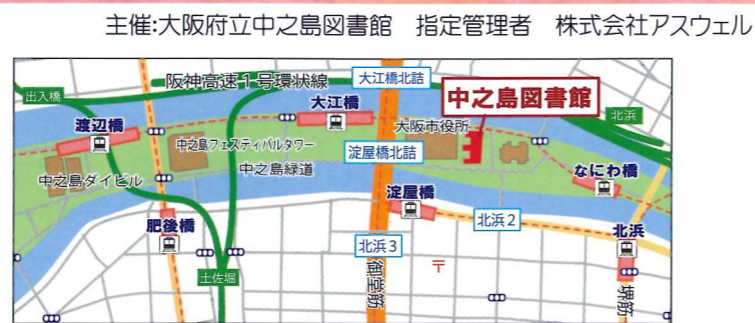 主催:大阪府立中之島図書館　指定管理者　株式会社アスウェル
阪神高速１号環状線
大江橋北詰
出入橋
大江橋
中之島図書館
北浜
渡辺橋
大阪市役所
中之島フェスティバルタワー
淀屋橋北詰
中之島ダイビル
中之島緑道
なにわ橋
淀屋橋
肥後橋
北浜2
北浜
北浜3
土佐堀
〒
御堂筋
堺筋